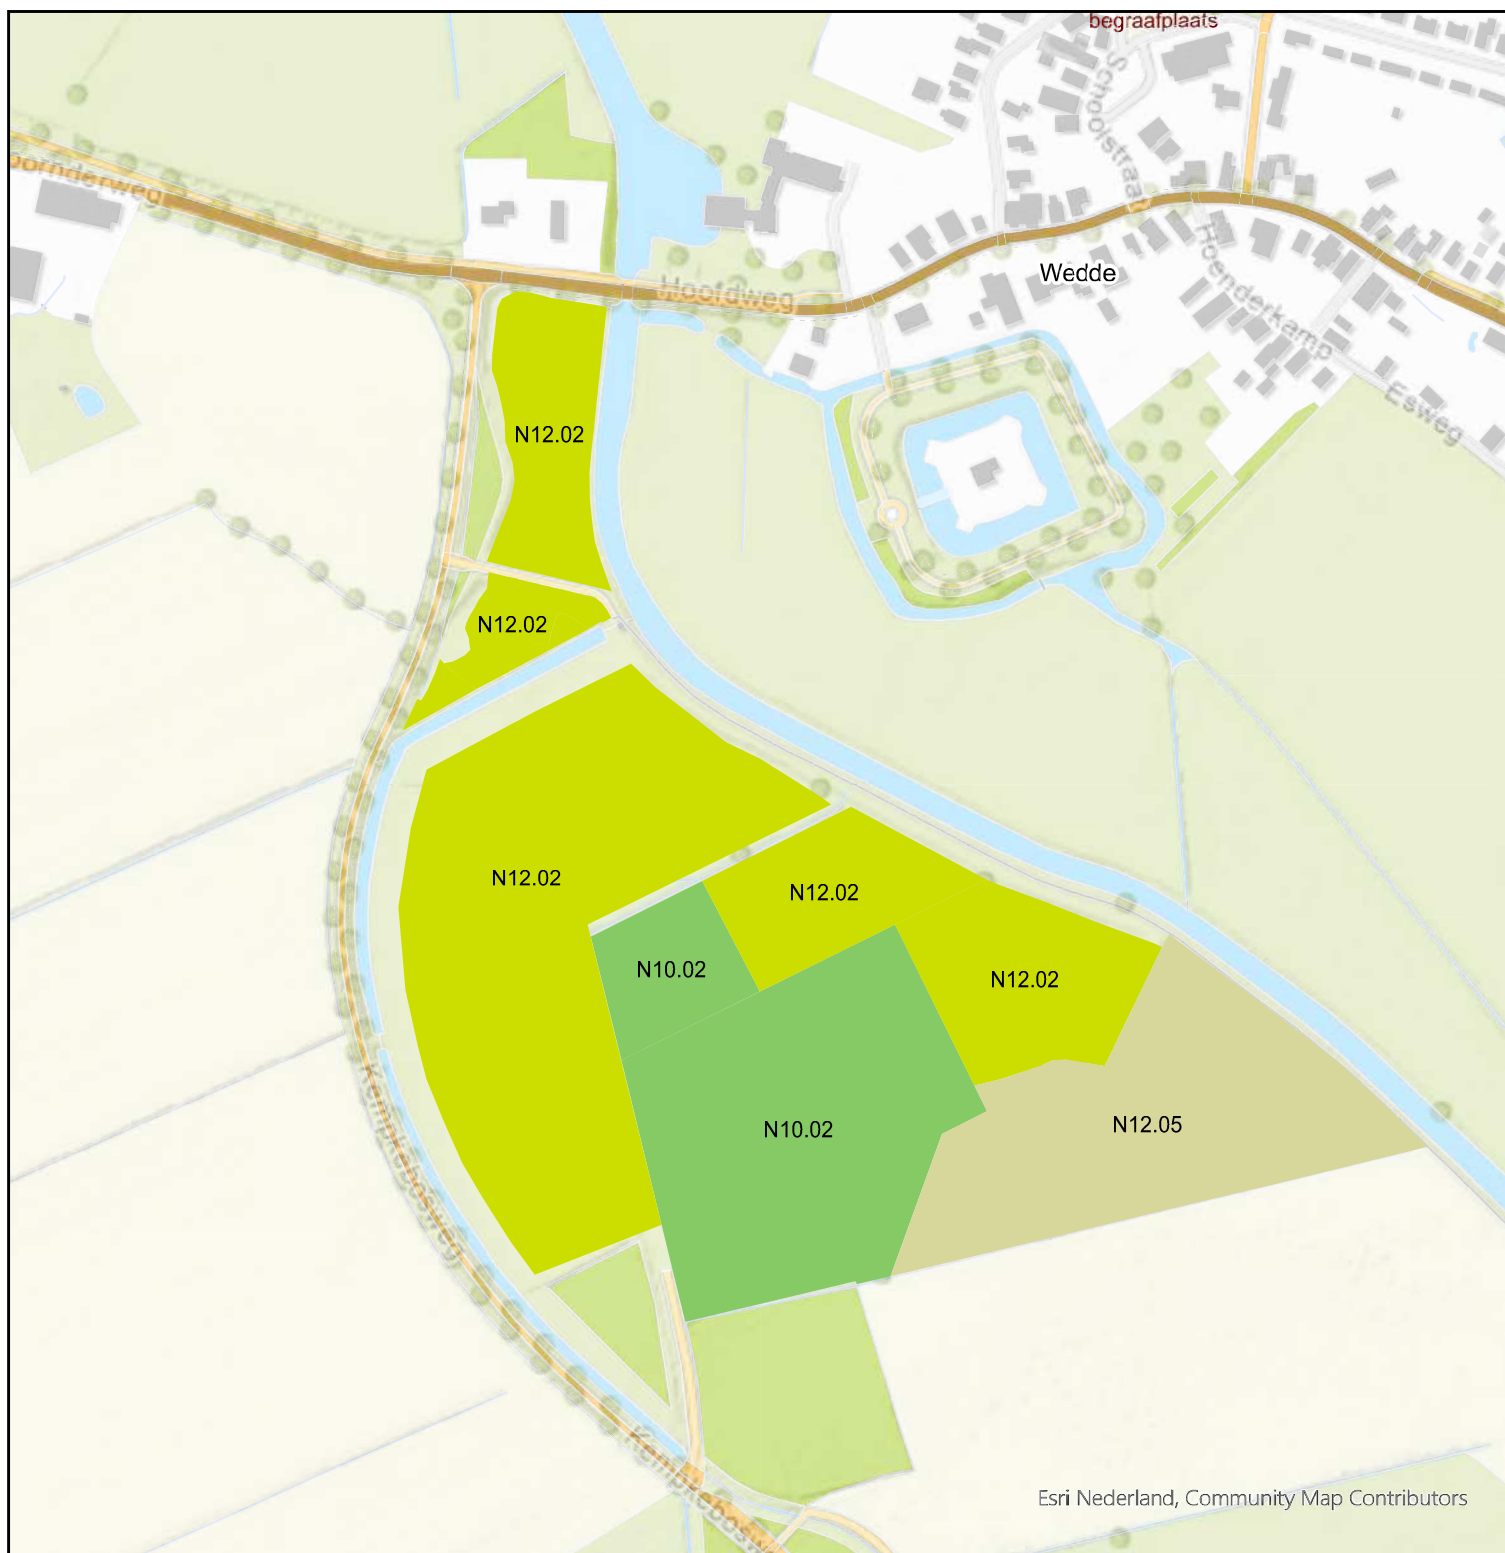 begraafplaats
Schoolstraat
Hoofdweg
Wedde
Hoenderkamp
Esweg
N12.02
N12.02
N12.02
N12.02
N10.02
N12.02
N10.02
N12.05
Esri Nederland, Community Map Contributors